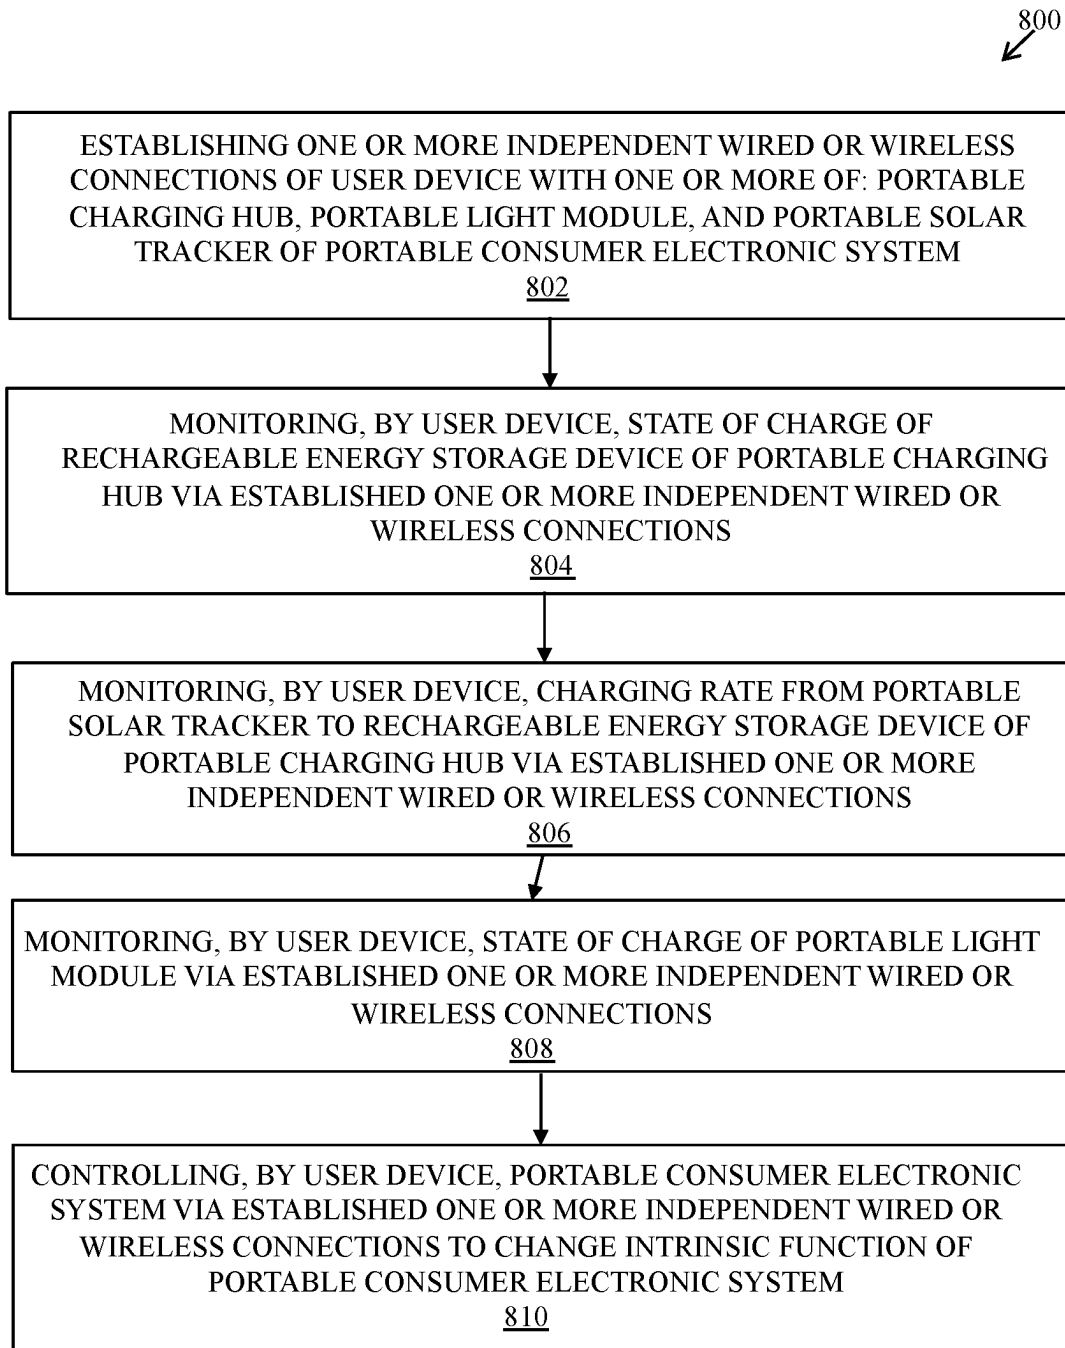 800
ESTABLISHING ONE OR MORE INDEPENDENT WIRED OR WIRELESS
CONNECTIONS OF USER DEVICE WITH ONE OR MORE OF: PORTABLE
CHARGING HUB, PORTABLE LIGHT MODULE, AND PORTABLE SOLAR
TRACKER OF PORTABLE CONSUMER ELECTRONIC SYSTEM
802
MONITORING, BY USER DEVICE, STATE OF CHARGE OF
RECHARGEABLE ENERGY STORAGE DEVICE OF PORTABLE CHARGING
HUB VIA ESTABLISHED ONE OR MORE INDEPENDENT WIRED OR
WIRELESS CONNECTIONS
804
MONITORING, BY USER DEVICE, CHARGING RATE FROM PORTABLE
SOLAR TRACKER TO RECHARGEABLE ENERGY STORAGE DEVICE OF
PORTABLE CHARGING HUB VIA ESTABLISHED ONE OR MORE
INDEPENDENT WIRED OR WIRELESS CONNECTIONS
806
MONITORING, BY USER DEVICE, STATE OF CHARGE OF PORTABLE LIGHT
MODULE VIA ESTABLISHED ONE OR MORE INDEPENDENT WIRED OR
WIRELESS CONNECTIONS
808
CONTROLLING, BY USER DEVICE, PORTABLE CONSUMER ELECTRONIC
SYSTEM VIA ESTABLISHED ONE OR MORE INDEPENDENT WIRED OR
WIRELESS CONNECTIONS TO CHANGE INTRINSIC FUNCTION OF
PORTABLE CONSUMER ELECTRONIC SYSTEM
810